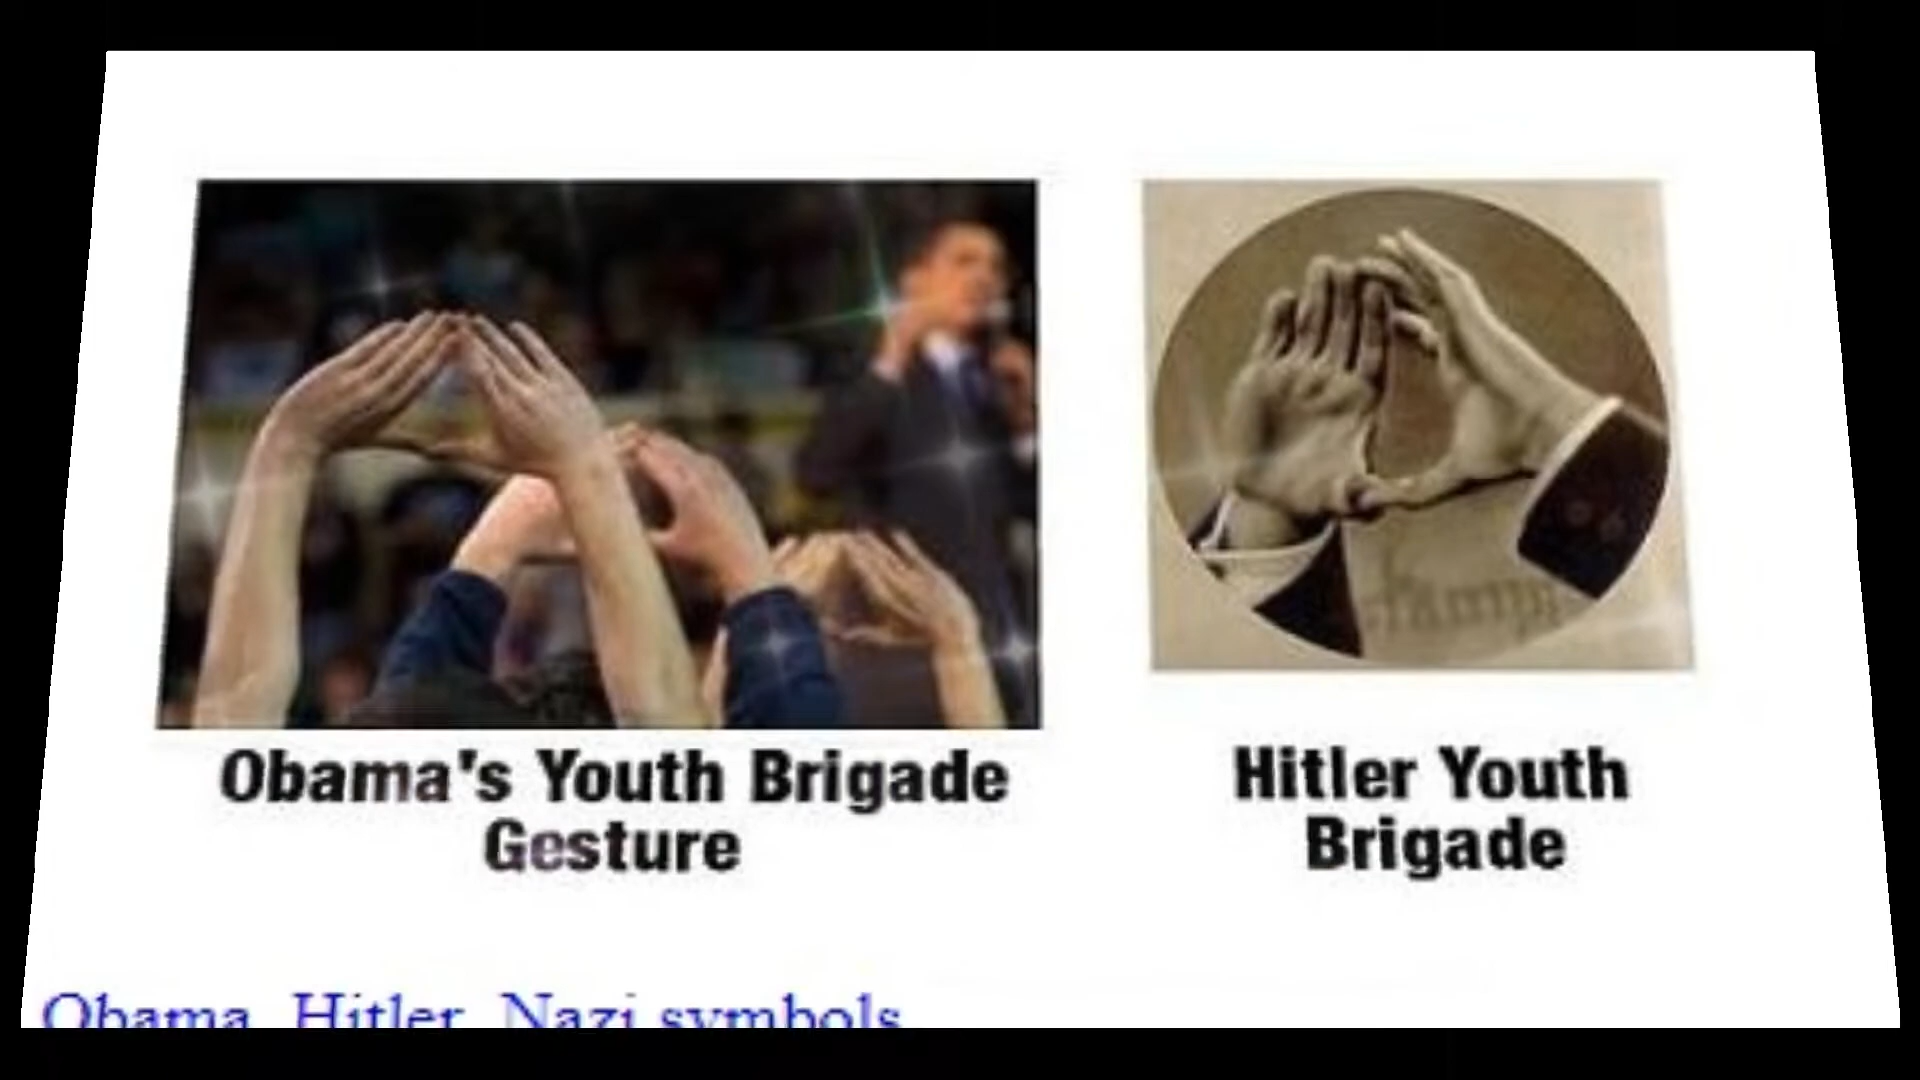 Obama's Youth Brigade
Gesture
Hitler Youth
Brigade
Obama, Hitler, Nazi symbols